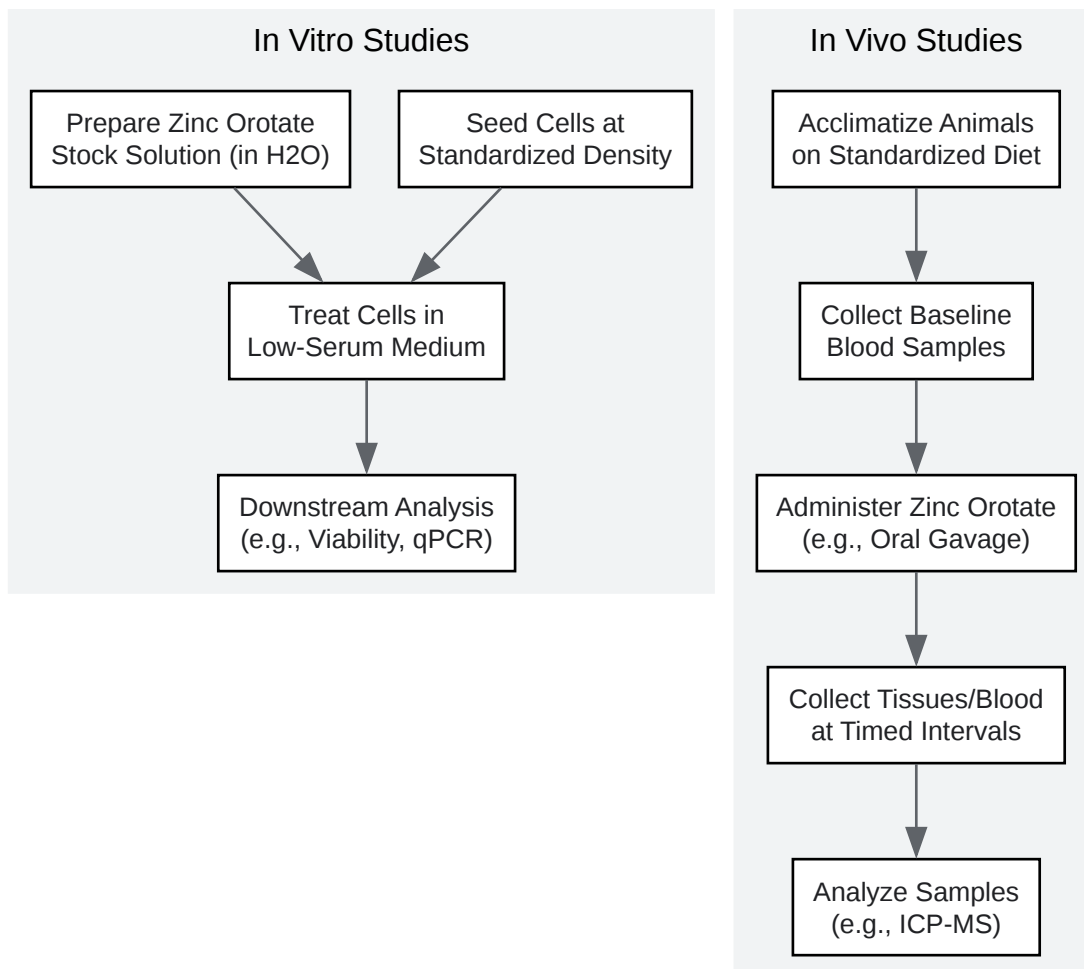 In Vitro Studies
Prepare Zinc Orotate
Stock Solution (in H2O)
Seed Cells at
Standardized Density
Treat Cells in
Low-Serum Medium
Downstream Analysis
(e.g., Viability, qPCR)
In Vivo Studies
Acclimatize Animals
on Standardized Diet
Collect Baseline
Blood Samples
Administer Zinc Orotate
(e.g., Oral Gavage)
Collect Tissues/Blood
at Timed Intervals
Analyze Samples
(e.g., ICP-MS)